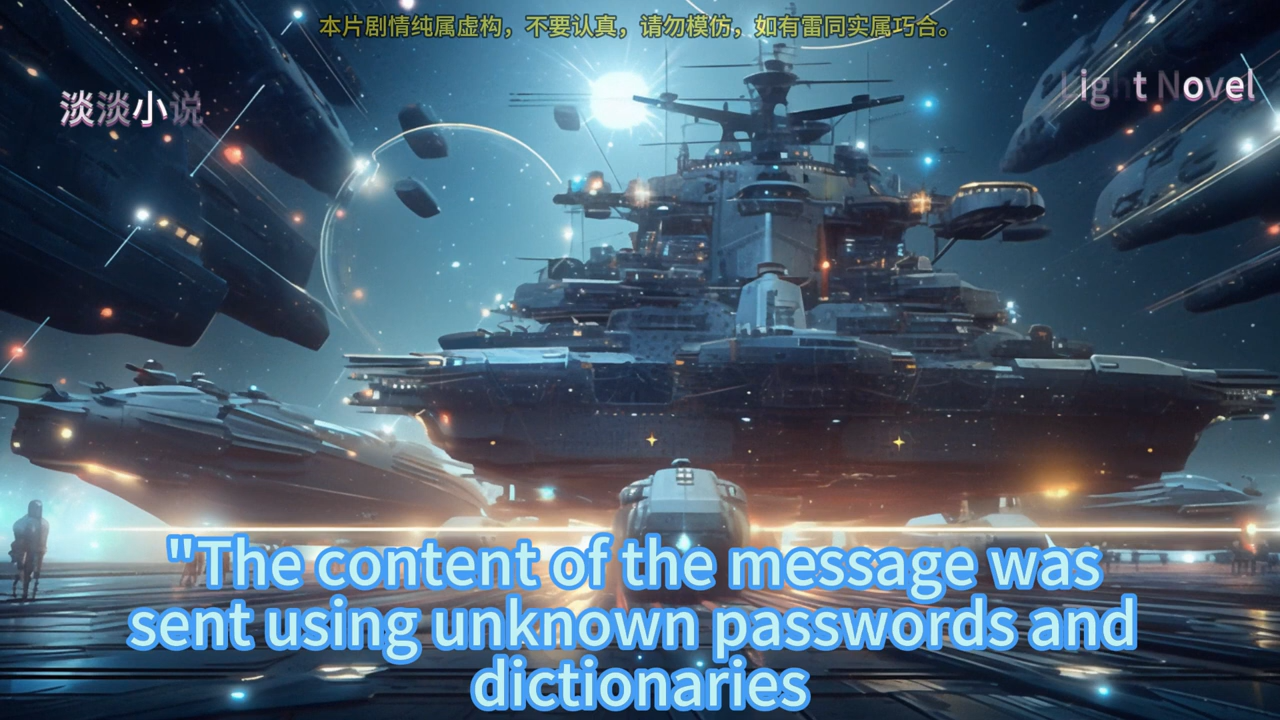 本片剧情纯属虚构，不要认真，请勿模仿，如有雷同实属巧合。
淡淡小说
Light Novel
"The content of the message was
sent using unknown passwords and
dictionaries